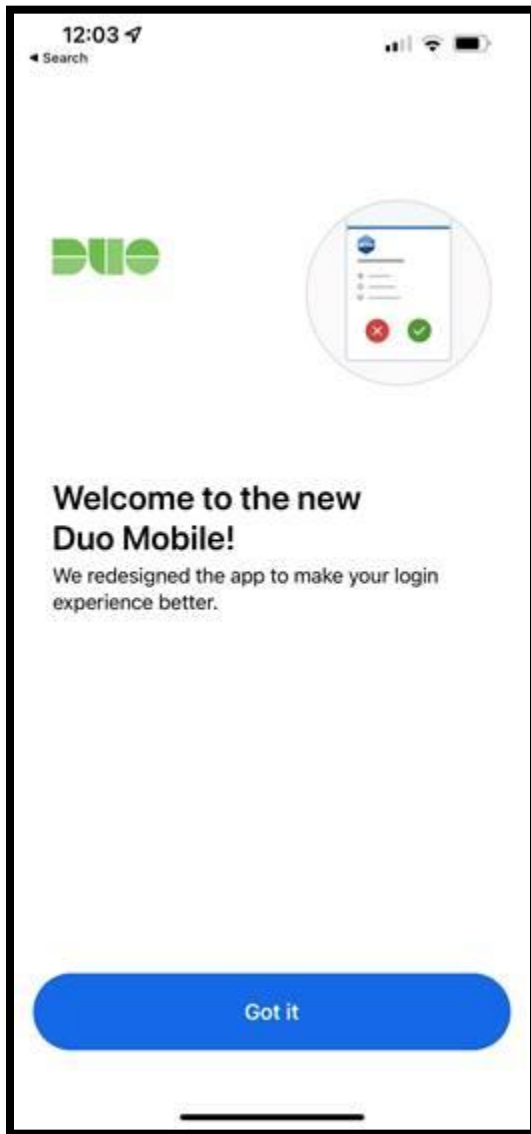 12:03
Search
DUO
Welcome to the new
Duo Mobile!
We redesigned the app to make your login
experience better.
Got it